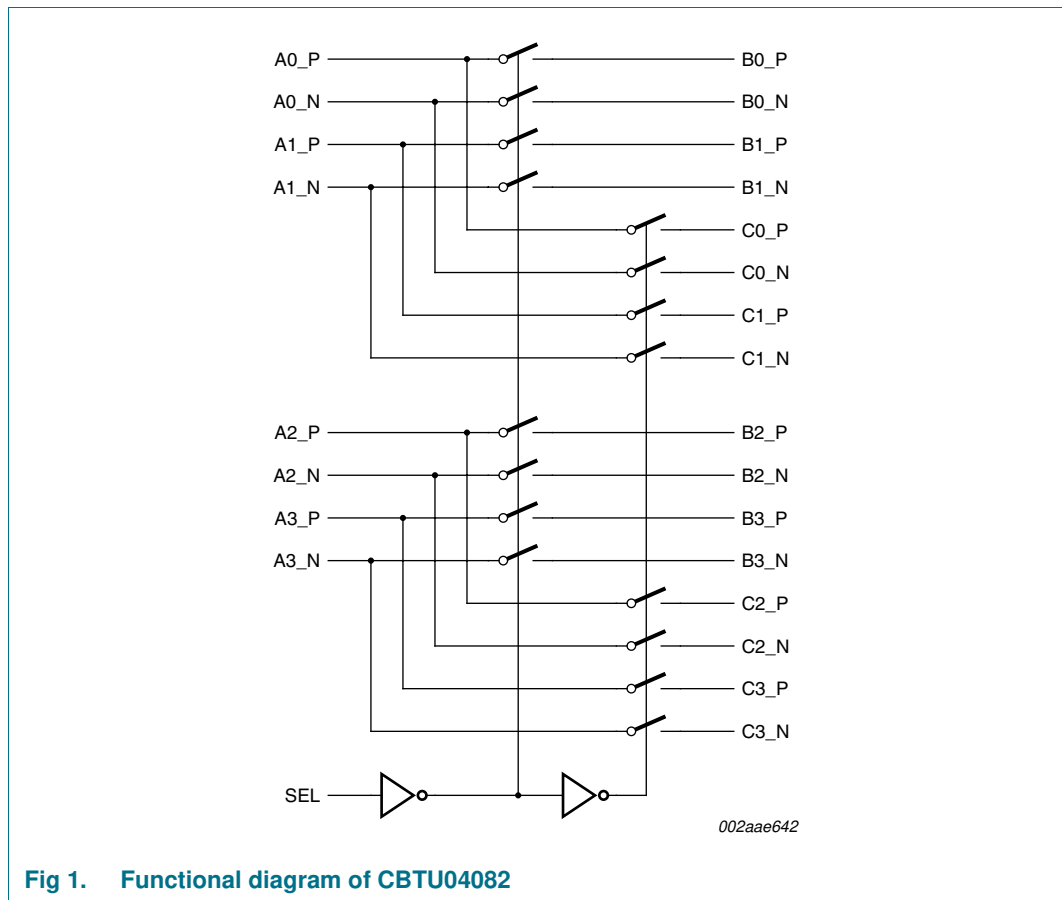 A0_P B0_P
A0_N B0_N
A1_P B1_P
A1_N B1_N
C0_P
C0_N
C1_P
C1_N
A2_P B2_P
A2_N B2_N
A3_P B3_P
A3_N B3_N
C2_P
C2_N
C3_P
C3_N
SEL
002aae642
Fig 1. Functional diagram of CBTU04082